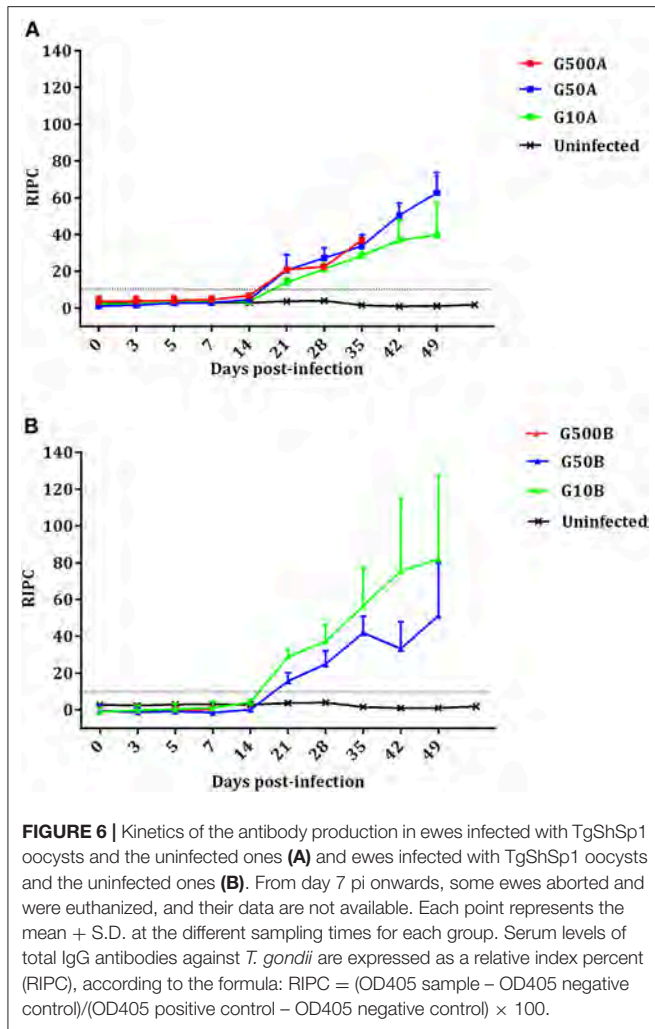 A
140
120
100
80
60
40
20
0
RIPC
G500A
G50A
G10A
Uninfected
0 3 5 7 14 21 28 35 42 49
Days post-infection
B
140
120
100
80
60
40
20
0
RIPC
G500B
G50B
G10B
Uninfected
0 3 5 7 14 21 28 35 42 49
Days post-infection
FIGURE 6 | Kinetics of the antibody production in ewes infected with TgShSp1
oocysts and the uninfected ones (A) and ewes infected with TgShSp1 oocysts
and the uninfected ones (B). From day 7 pi onwards, some ewes aborted and
were euthanized, and their data are not available. Each point represents the
mean + S.D. at the different sampling times for each group. Serum levels of
total IgG antibodies against T. gondii are expressed as a relative index percent
(RIPC), according to the formula: RIPC = (OD405 sample – OD405 negative
control)/(OD405 positive control – OD405 negative control) × 100.